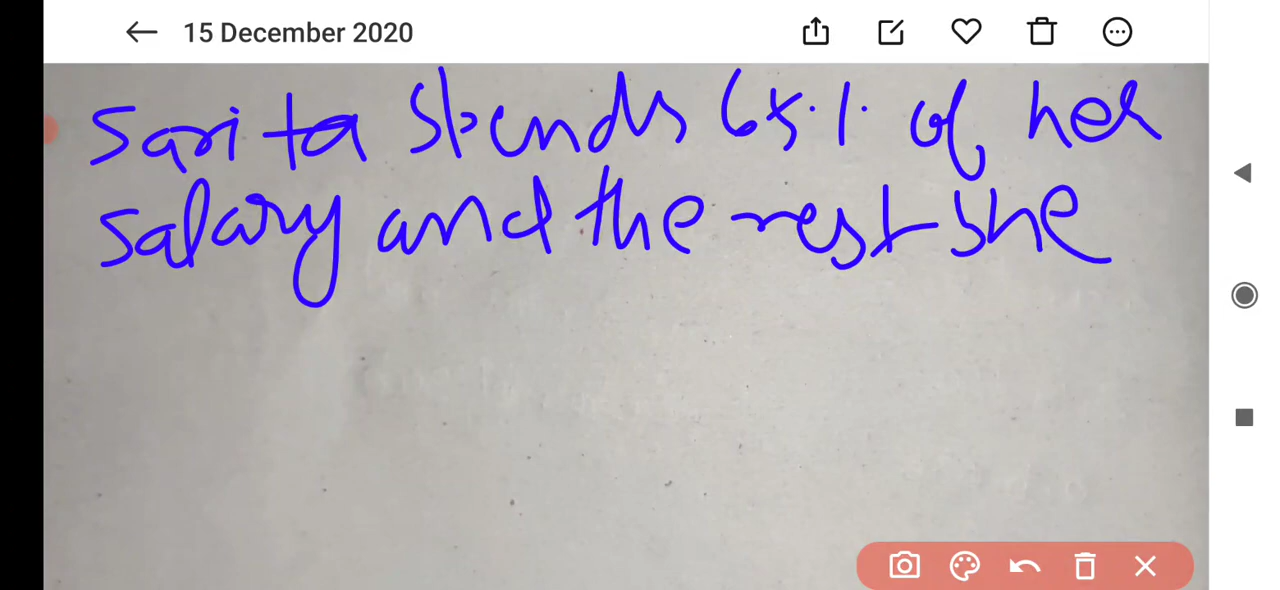 15 December 2020
Sarita spends 65% of her
salary and the rest she